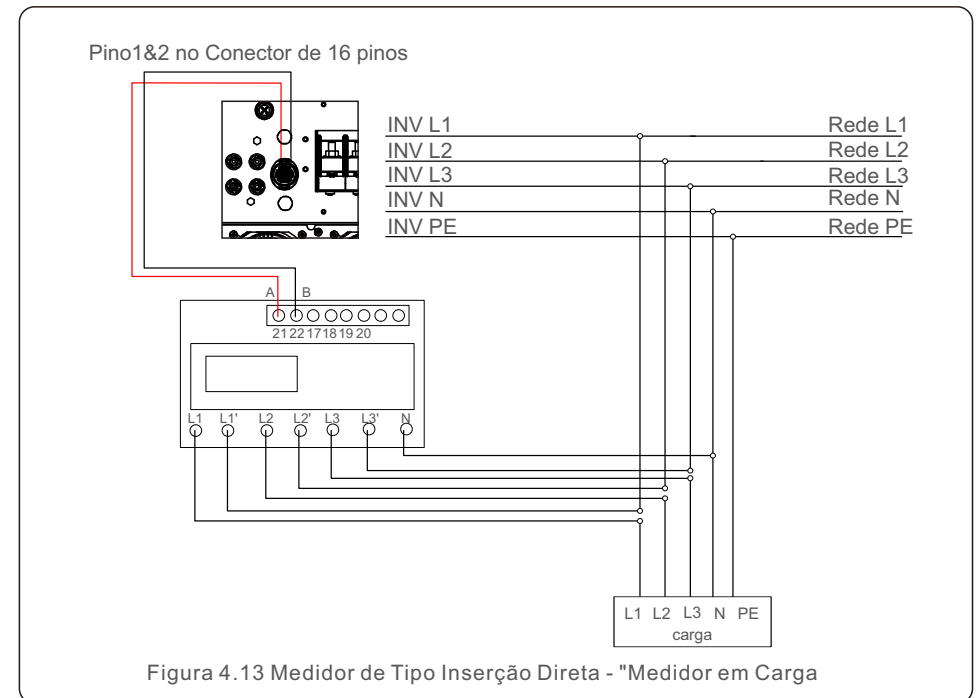 Pino1&2 no Conector de 16 pinos
INV L1 Rede L1
INV L2 Rede L2
INV L3 Rede L3
INV N Rede N
INV PE Rede PE
A B
21 22 17 18 19 20
L1 L1' L2 L2' L3 L3' N
L1 L2 L3 N PE
carga
Figura 4.13 Medidor de Tipo Inserção Direta - "Medidor em Carga